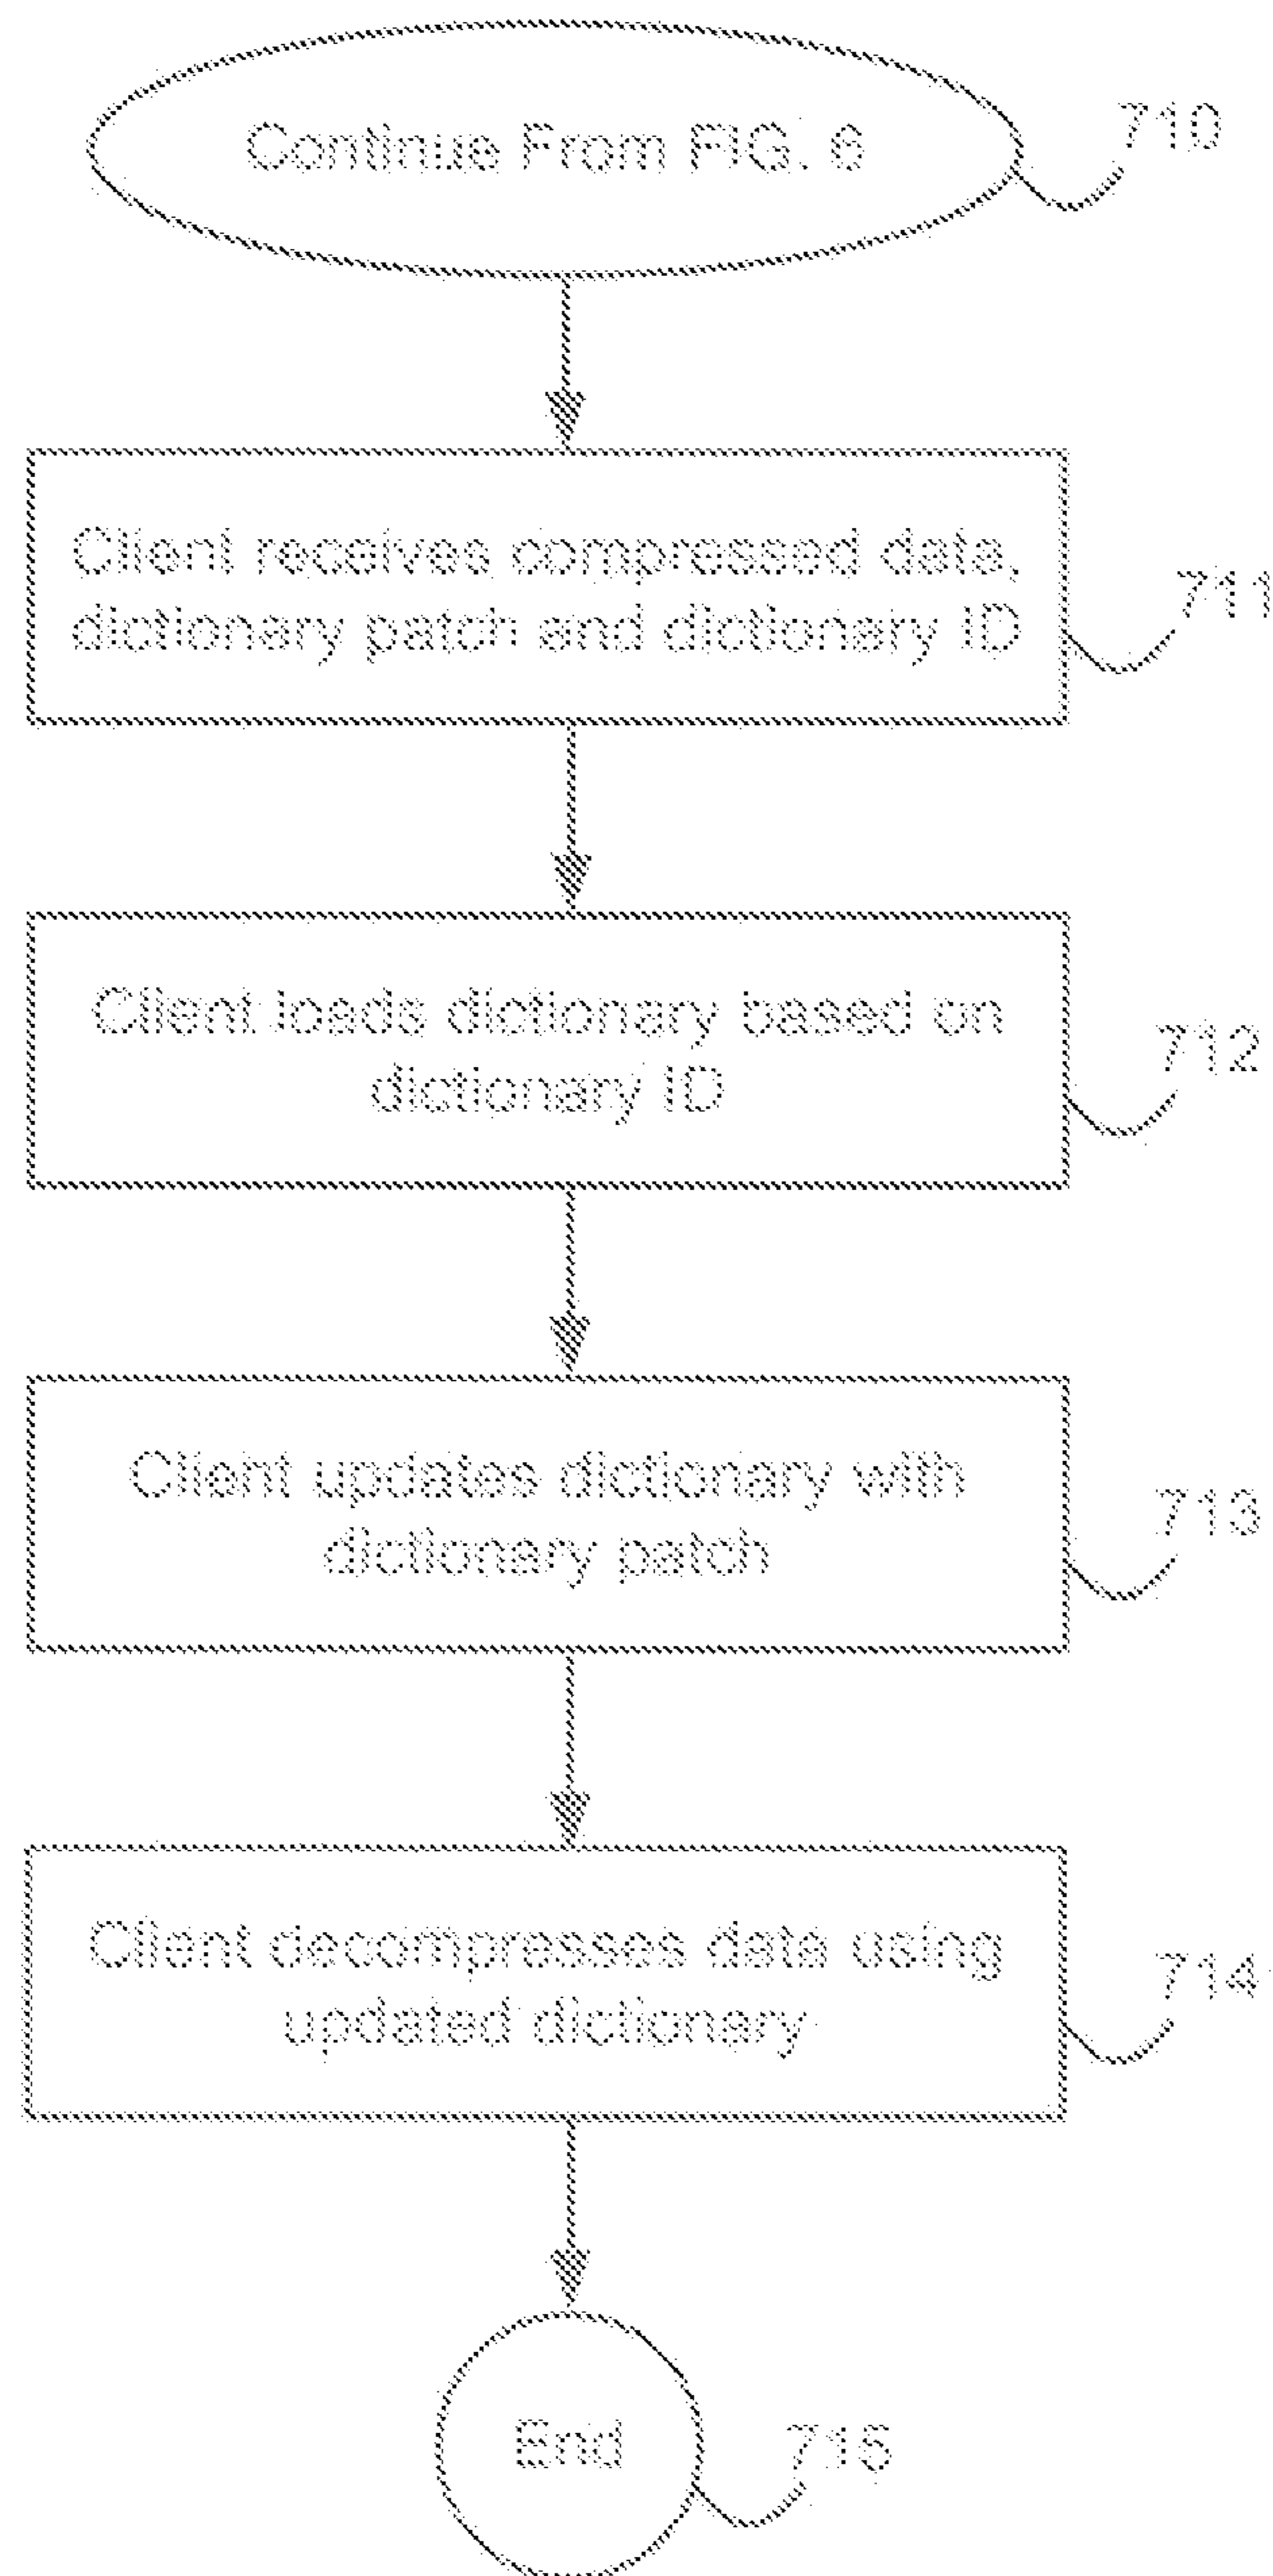 Continue From FIG. 6
710
Client receives compressed data,
dictionary patch and dictionary ID
711
Client loads dictionary based on
dictionary ID
712
Client updates dictionary with
dictionary patch
713
Client decompresses data using
updated dictionary
714
End
715